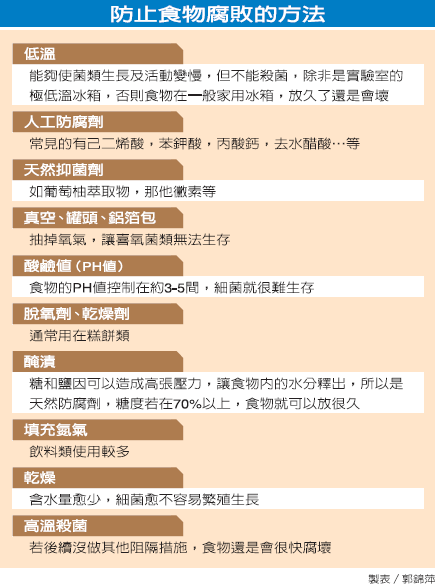 防止食物腐敗的方法
低溫
能夠使菌類生長及活動變慢，但不能殺菌，除非是實驗室的
極低溫冰箱，否則食物在一般家用冰箱，放久了還是會壞
人工防腐劑
常見的有己二烯酸，苯鉀酸，丙酸鈣，去水醋酸…等
天然抑菌劑
如葡萄柚萃取物，那他黴素等
真空、罐頭、鋁箔包
抽掉氧氣，讓喜氧菌類無法生存
酸鹼值（PH值）
食物的PH值控制在約3-5間，細菌就很難生存
脫氧劑、乾燥劑
通常用在糕餅類
醃漬
糖和鹽因可以造成高張壓力，讓食物內的水分釋出，所以是
天然防腐劑，糖度若在70%以上，食物就可以放很久
填充氮氣
飲料類使用較多
乾燥
含水量愈少，細菌愈不容易繁殖生長
高溫殺菌
若後續沒做其他阻隔措施，食物還是會很快腐壞
製表／郭錦萍